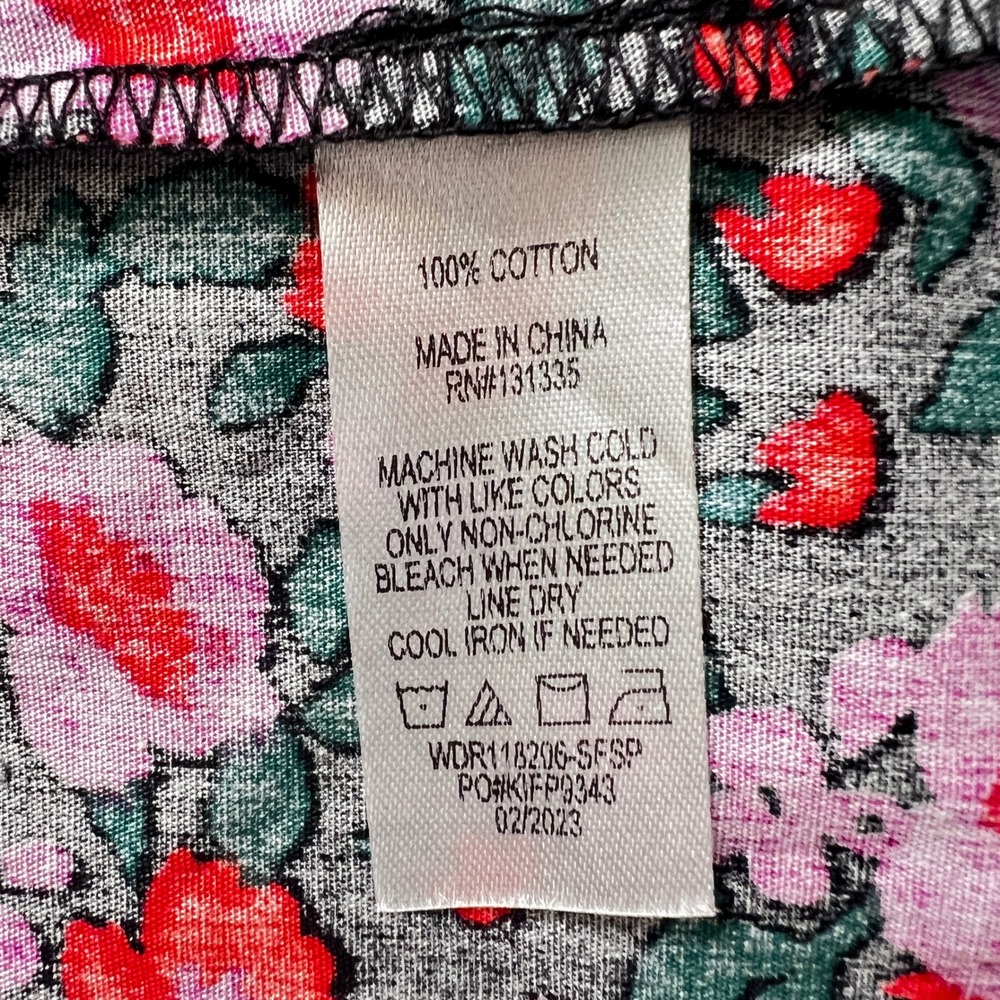 100% COTTON
MADE IN CHINA
RN#131335
MACHINE WASH COLD
WITH LIKE COLORS
ONLY NON-CHLORINE
BLEACH WHEN NEEDED
LINE DRY
COOL IRON IF NEEDED
WDR118206-SFSP
PO#KIFP9343
02/2023